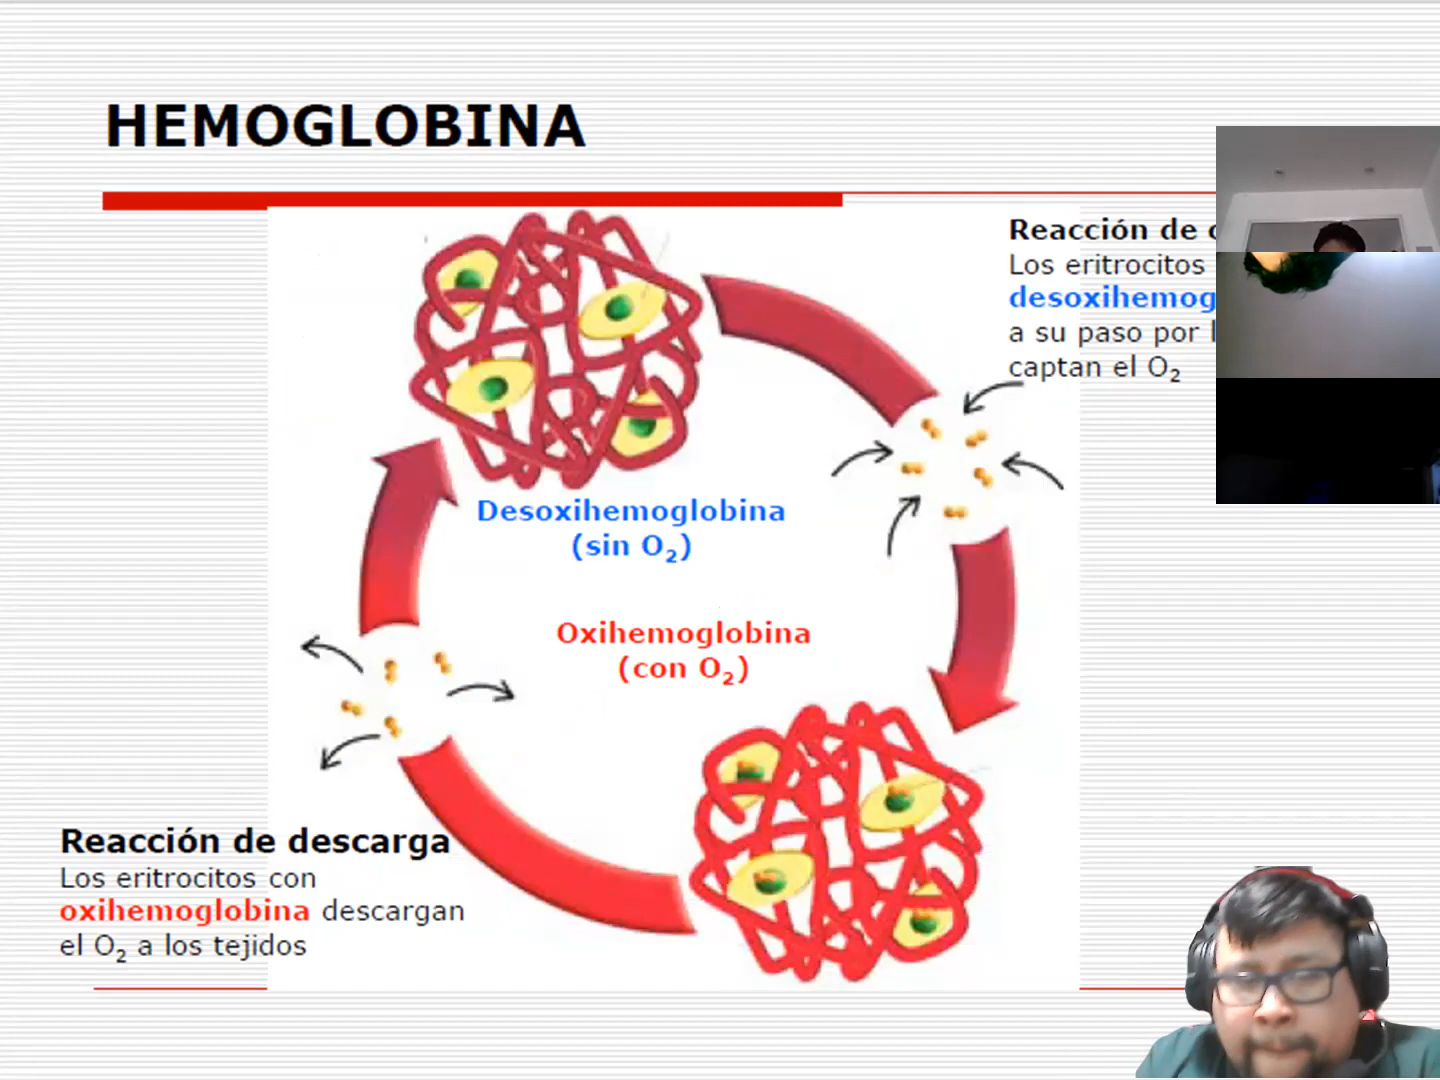 HEMOGLOBINA
Reacción de
Los eritrocitos
desoxihemog
a su paso por
captan el O₂
Desoxihemoglobina
(sin O₂)
Oxihemoglobina
(con O₂)
Reacción de descarga
Los eritrocitos con
oxihemoglobina descargan
el O₂ a los tejidos